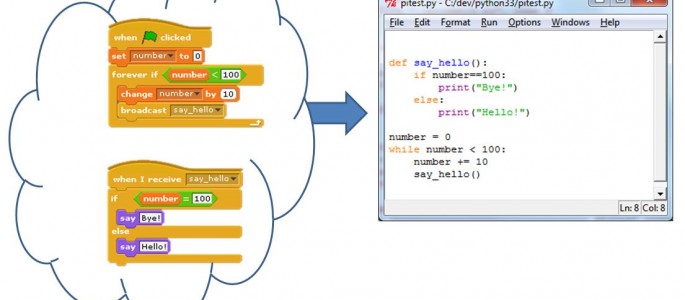 when clicked
set number to 0
forever if number < 100
change number by 10
broadcast say_hello
when I receive say_hello
if number = 100
say Bye!
else
say Hello!
pitest.py - C:/dev/python33/pitest.py
File Edit Format Run Options Windows Help
def say_hello():
if number==100:
print("Bye!")
else:
print("Hello!")
number = 0
while number < 100:
number += 10
say_hello()
Ln: 8 Col: 8